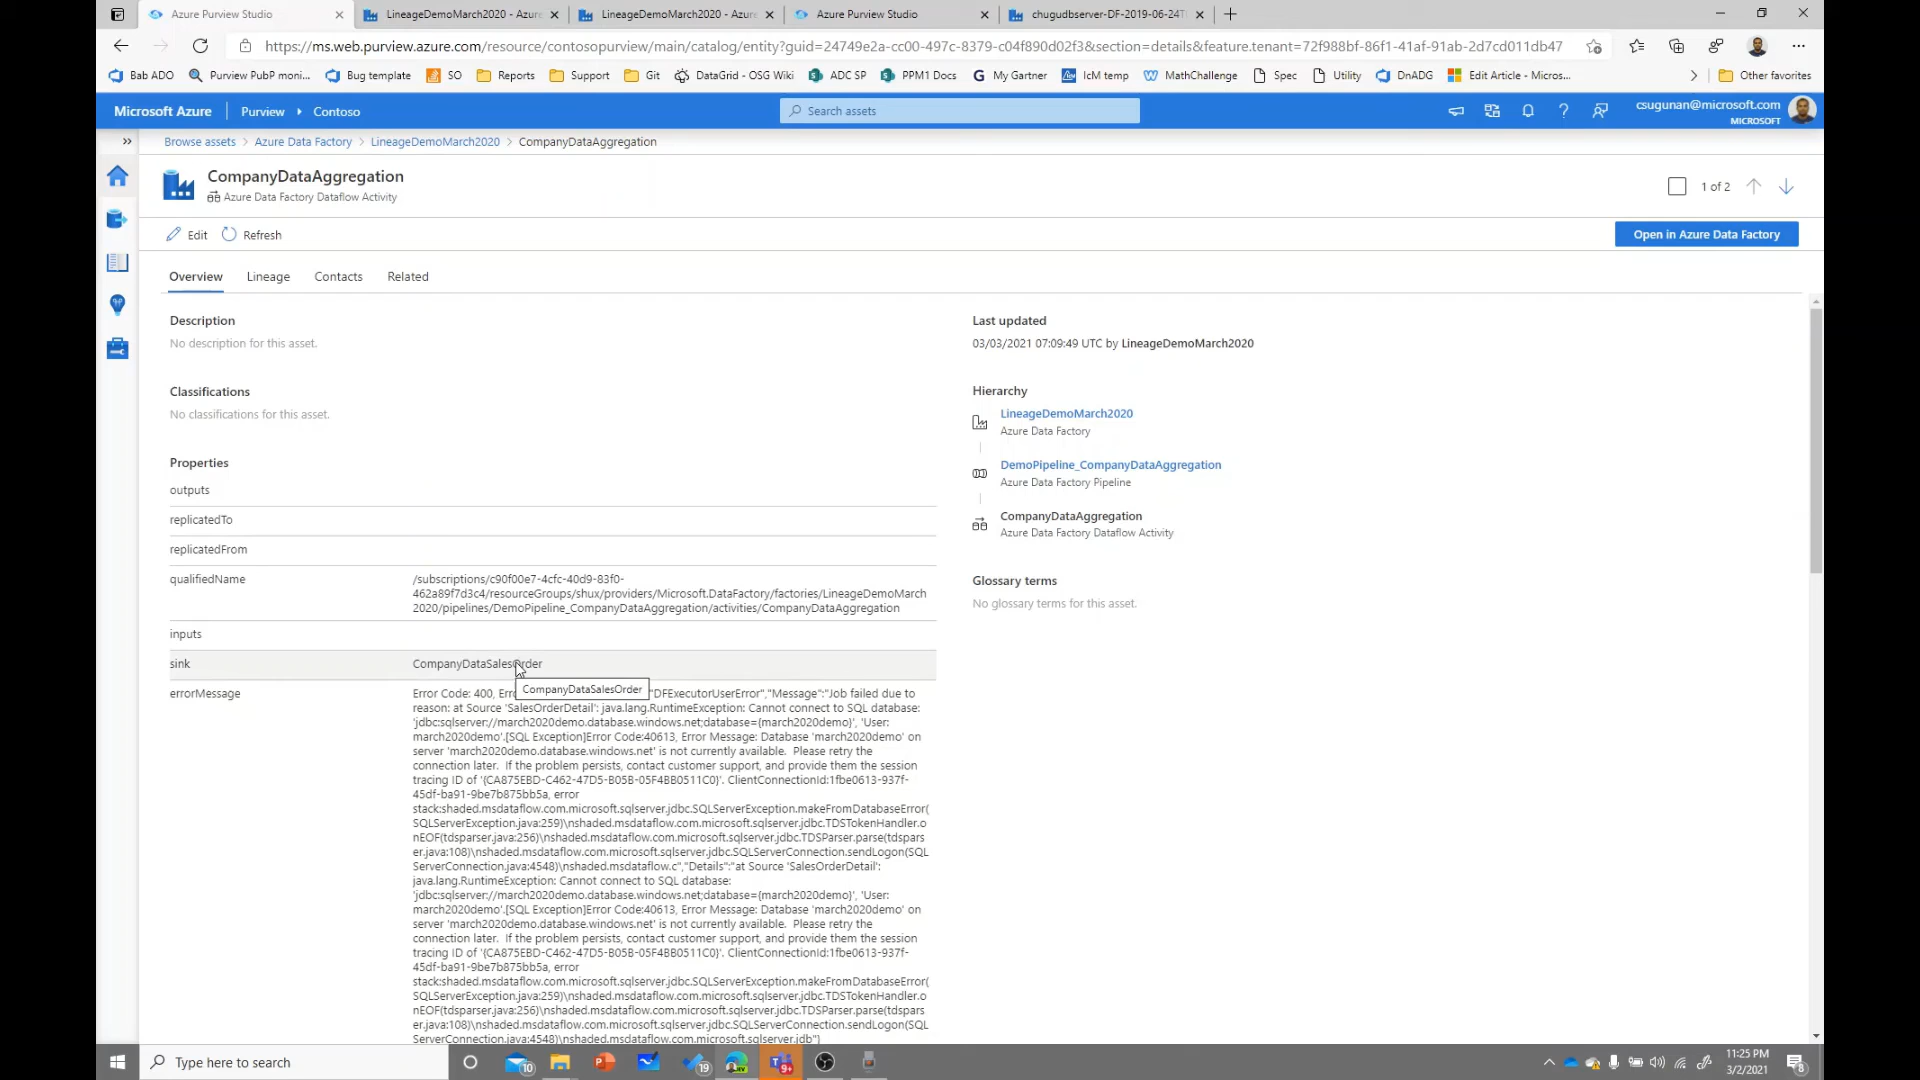 Azure Purview Studio
LineageDemoMarch2020 - Azure
LineageDemoMarch2020 - Azure
Azure Purview Studio
chugudbserver-DF-2019-06-24T
https://ms.web.purview.azure.com/resource/contosopurview/main/catalog/entity?guid=24749e2a-cc00-497c-8379-c04f890d02f3&section=details&feature.tenant=72f988bf-86f1-41af-91ab-2d7cd011db47
Bab ADO
Purview PubP moni...
Bug template
SO
Reports
Support
Git
DataGrid - OSG Wiki
ADC SP
PPM1 Docs
My Gartner
IcM temp
MathChallenge
Spec
Utility
DnADG
Edit Article - Micros...
Other favorites
Microsoft Azure
Purview
Contoso
Search assets
csugunan@microsoft.com
MICROSOFT
Browse assets > Azure Data Factory > LineageDemoMarch2020 > CompanyDataAggregation
CompanyDataAggregation
Azure Data Factory Dataflow Activity
1 of 2
Edit
Refresh
Open in Azure Data Factory
Overview
Lineage
Contacts
Related
Description
No description for this asset.
Classifications
No classifications for this asset.
Properties
outputs
replicatedTo
replicatedFrom
qualifiedName
/subscriptions/c90f00e7-4cfc-40d9-83f0-
462a89f7d3c4/resourceGroups/shux/providers/Microsoft.DataFactory/factories/LineageDemoMarch
2020/pipelines/DemoPipeline_CompanyDataAggregation/activities/CompanyDataAggregation
inputs
sink
CompanyDataSalesOrder
CompanyDataSalesOrder
errorMessage
Error Code: 400, Erro "DFExecutorUserError","Message":"Job failed due to
reason: at Source 'SalesOrderDetail': java.lang.RuntimeException: Cannot connect to SQL database:
'jdbc:sqlserver://march2020demo.database.windows.net;database={march2020demo}', 'User:
march2020demo'.[SQL Exception]Error Code:40613, Error Message: Database 'march2020demo' on
server 'march2020demo.database.windows.net' is not currently available.  Please retry the
connection later.  If the problem persists, contact customer support, and provide them the session
tracing ID of '{CA875EBD-C462-47D5-B05B-05F4BB0511C0}'. ClientConnectionId:1fbe0613-937f-
45df-ba91-9be7b875bb5a, error
stack:shaded.msdataflow.com.microsoft.sqlserver.jdbc.SQLServerException.makeFromDatabaseError(
SQLServerException.java:259)\nshaded.msdataflow.com.microsoft.sqlserver.jdbc.TDSTokenHandler.o
nEOF(tdsparser.java:256)\nshaded.msdataflow.com.microsoft.sqlserver.jdbc.TDSParser.parse(tdspars
er.java:108)\nshaded.msdataflow.com.microsoft.sqlserver.jdbc.SQLServerConnection.sendLogon(SQL
ServerConnection.java:4548)\nshaded.msdataflow.c","Details":"at Source 'SalesOrderDetail':
java.lang.RuntimeException: Cannot connect to SQL database:
'jdbc:sqlserver://march2020demo.database.windows.net;database={march2020demo}', 'User:
march2020demo'.[SQL Exception]Error Code:40613, Error Message: Database 'march2020demo' on
server 'march2020demo.database.windows.net' is not currently available.  Please retry the
connection later.  If the problem persists, contact customer support, and provide them the session
tracing ID of '{CA875EBD-C462-47D5-B05B-05F4BB0511C0}'. ClientConnectionId:1fbe0613-937f-
45df-ba91-9be7b875bb5a, error
stack:shaded.msdataflow.com.microsoft.sqlserver.jdbc.SQLServerException.makeFromDatabaseError(
SQLServerException.java:259)\nshaded.msdataflow.com.microsoft.sqlserver.jdbc.TDSTokenHandler.o
nEOF(tdsparser.java:256)\nshaded.msdataflow.com.microsoft.sqlserver.jdbc.TDSParser.parse(tdspars
er.java:108)\nshaded.msdataflow.com.microsoft.sqlserver.jdbc.SQLServerConnection.sendLogon(SQL
ServerConnection.java:4548)\nshaded.msdataflow.com.microsoft.sqlserver.jdb"]
Last updated
03/03/2021 07:09:49 UTC by LineageDemoMarch2020
Hierarchy
LineageDemoMarch2020
Azure Data Factory
DemoPipeline_CompanyDataAggregation
Azure Data Factory Pipeline
CompanyDataAggregation
Azure Data Factory Dataflow Activity
Glossary terms
No glossary terms for this asset.
Type here to search
10
19
9+
11:25 PM
3/2/2021
8